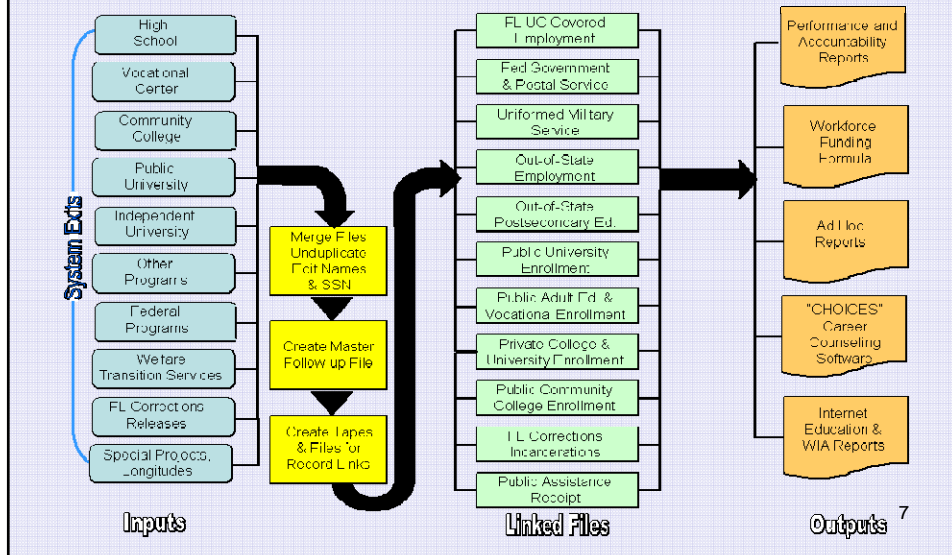 System Exits
High
School
Vocational
Center
Community
College
Public
University
Independent
University
Other
Programs
Federal
Programs
Welfare
Transition Services
FL Corrections
Releases
Special Projects,
Longitudes
Inputs
Merge Files
Unduplicate
Edit Names
& SSN
Create Master
Follow up File
Create Tapes
& Files for
Record Links
FL UC Covered
Employment
Fed Government
& Postal Service
Uniformed Military
Service
Out-of-State
Employment
Out-of-State
Postsecondary Ed.
Public University
Enrollment
Public Adult Ed. &
Vocational Enrollment
Private College &
University Enrollment
Public Community
College Enrollment
FL Corrections
Incarcerations
Public Assistance
Receipt
Linked Files
Performance and
Accountability
Reports
Workforce
Funding
Formula
Ad Hoc
Reports
"CHOICES"
Career
Counseling
Software
Internet
Education &
WIA Reports
Outputs
7